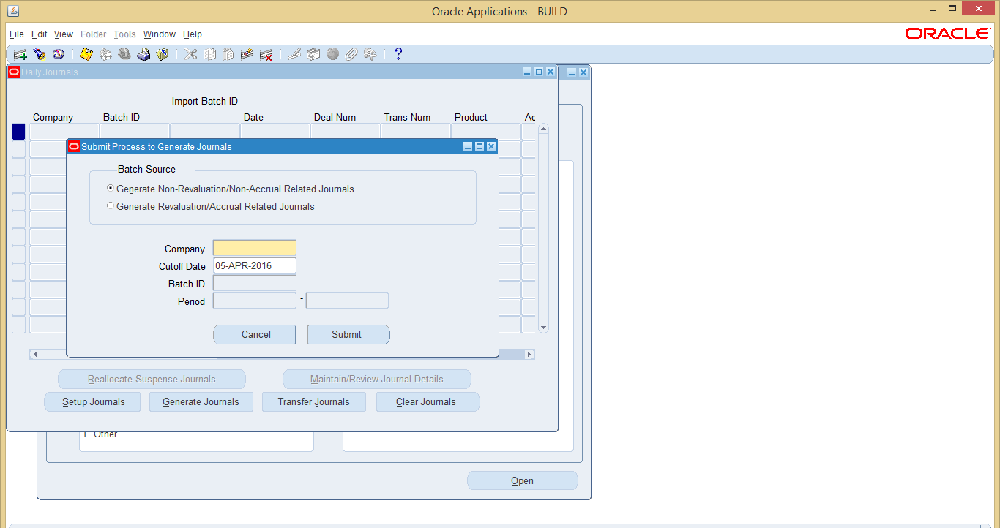 Oracle Applications - BUILD
File Edit View Folder Tools Window Help
ORACLE
Daily Journals
Import Batch ID
Company Batch ID Date Deal Num Trans Num Product Ac
Submit Process to Generate Journals
Batch Source
Generate Non-Revaluation/Non-Accrual Related Journals
Generate Revaluation/Accrual Related Journals
Company
Cutoff Date 05-APR-2016
Batch ID
Period -
Cancel Submit
Reallocate Suspense Journals Maintain/Review Journal Details
Setup Journals Generate Journals Transfer Journals Clear Journals
+ Other
Open